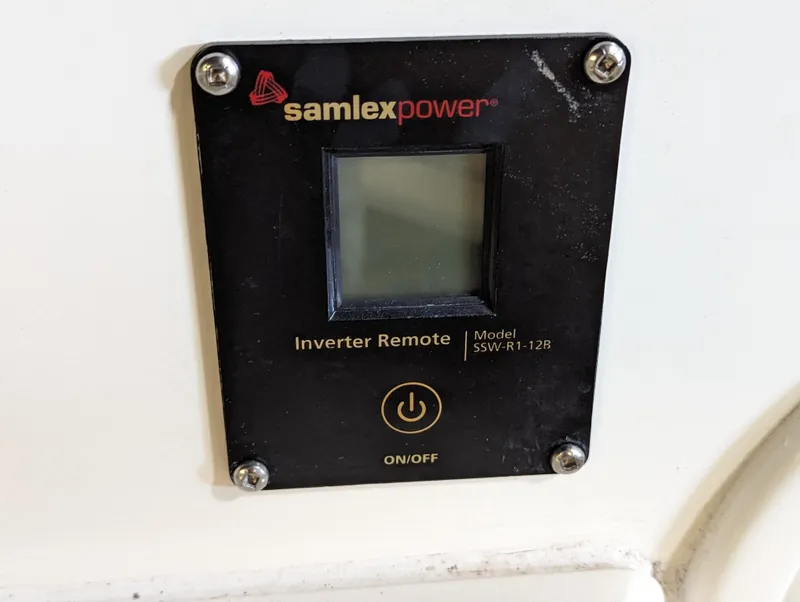 samlexpower®
Inverter Remote
Model
SSW-R1-12B
ON/OFF